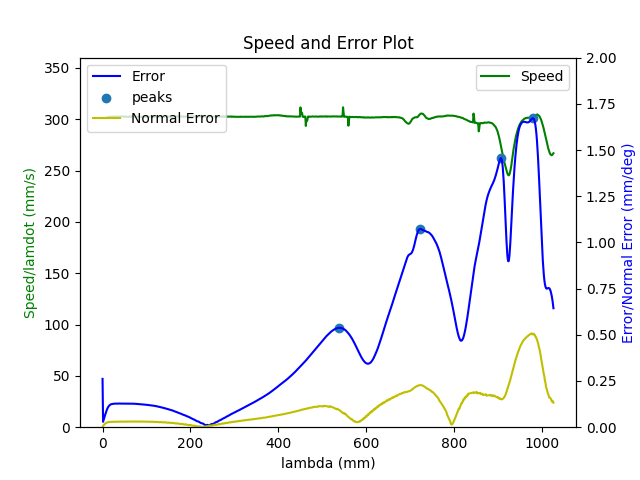 Speed and Error Plot
Error
peaks
Normal Error
Speed
350
300
250
200
150
100
50
0
Speed/lamdot (mm/s)
2.00
1.75
1.50
1.25
1.00
0.75
0.50
0.25
0.00
Error/Normal Error (mm/deg)
0 200 400 600 800 1000
lambda (mm)